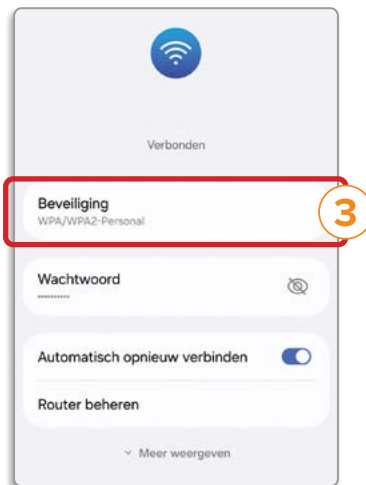 Verbonden
Beveiliging
WPA/WPA2-Personal
3
Wachtwoord
••••••••••
Automatisch opnieuw verbinden
Router beheren
Meer weergeven